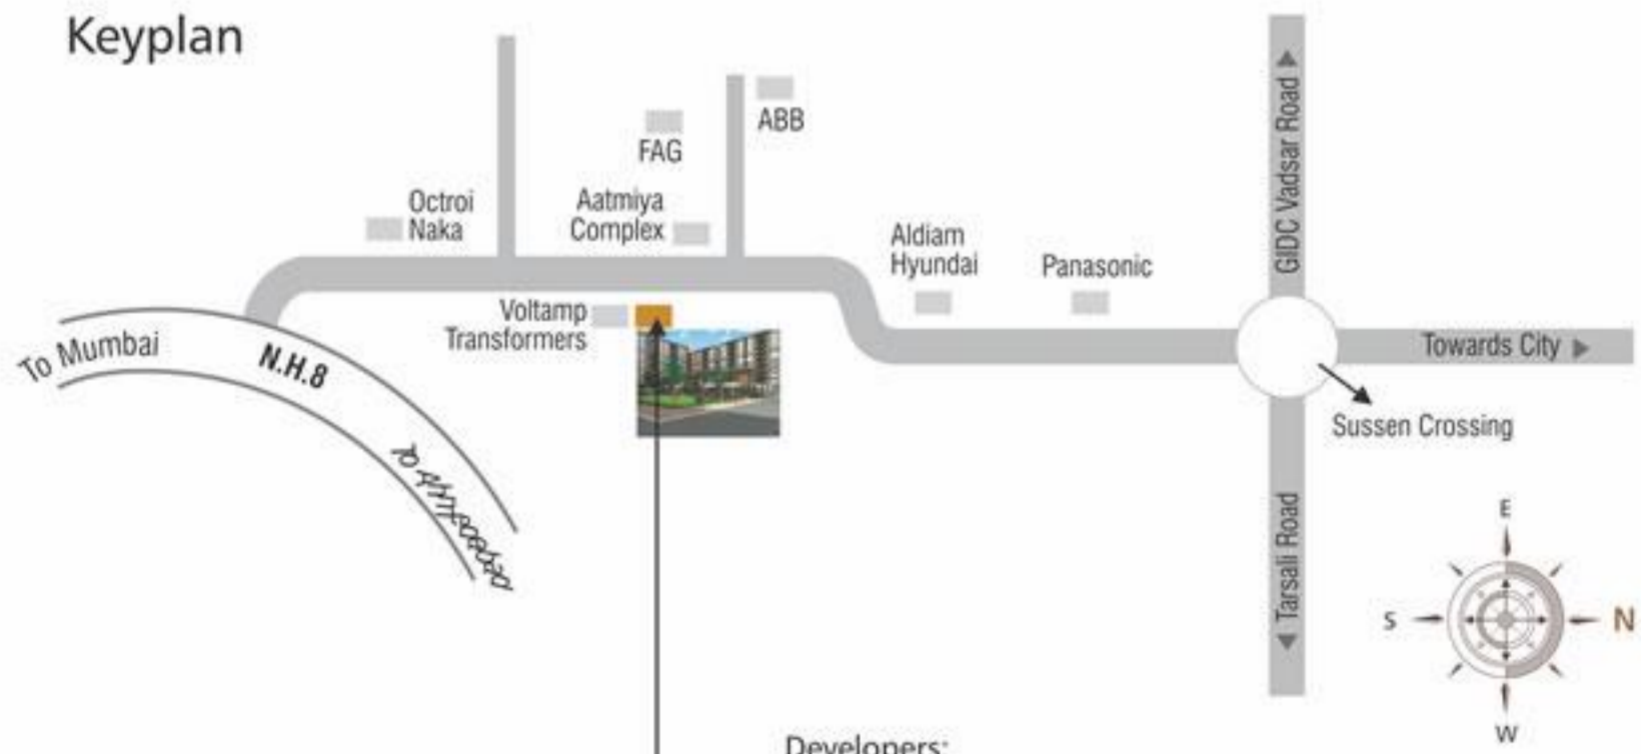 Keyplan
ABB
FAG
Octroi
Naka
Aatmiya
Complex
Aldiam
Hyundai
Panasonic
GIDC Vadsar Road
Voltamp
Transformers
To Mumbai
N.H.8
Towards City
Sussen Crossing
Tarsali Road
E
S
N
W
Developers: